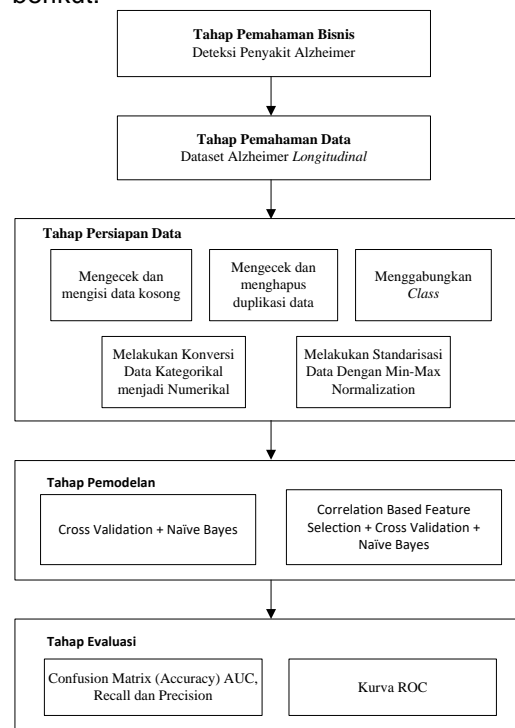 berikut:
Tahap Pemahaman Bisnis
Deteksi Penyakit Alzheimer
Tahap Pemahaman Data
Dataset Alzheimer Longitudinal
Tahap Persiapan Data
Mengecek dan
mengisi data kosong
Mengecek dan
menghapus
duplikasi data
Menggabungkan
Class
Melakukan Konversi
Data Kategorikal
menjadi Numerikal
Melakukan Standarisasi
Data Dengan Min-Max
Normalization
Tahap Pemodelan
Cross Validation + Naïve Bayes
Correlation Based Feature
Selection + Cross Validation +
Naïve Bayes
Tahap Evaluasi
Confusion Matrix (Accuracy) AUC,
Recall dan Precision
Kurva ROC